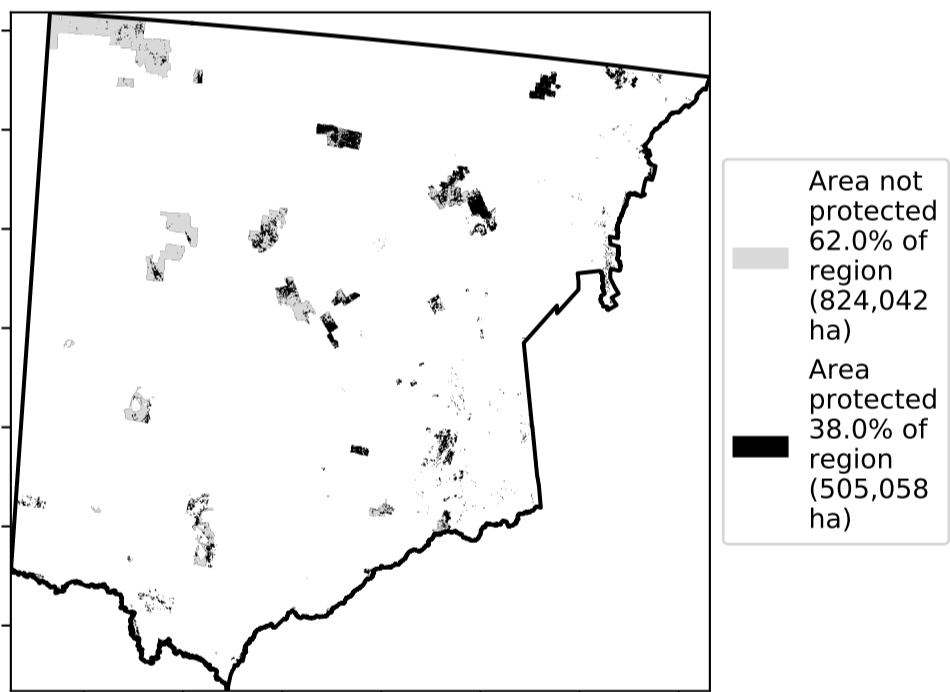 Area not
protected
62.0% of
region
(824,042
ha)
Area
protected
38.0% of
region
(505,058
ha)